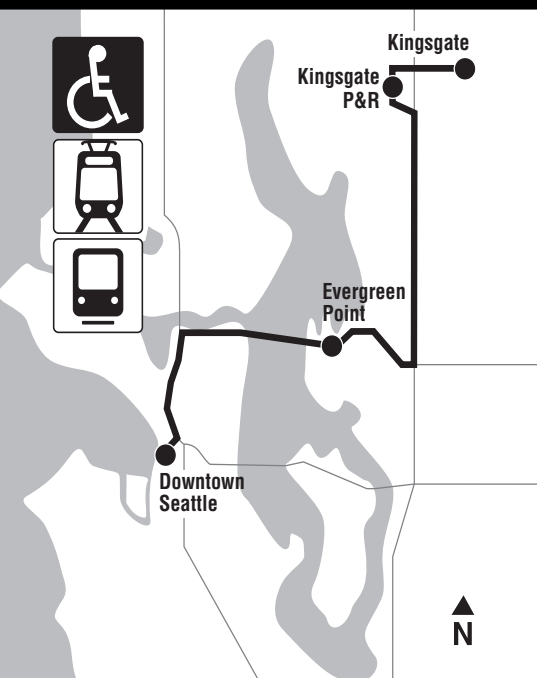 Kingsgate
Kingsgate
P&R
Evergreen
Point
Downtown
Seattle
N